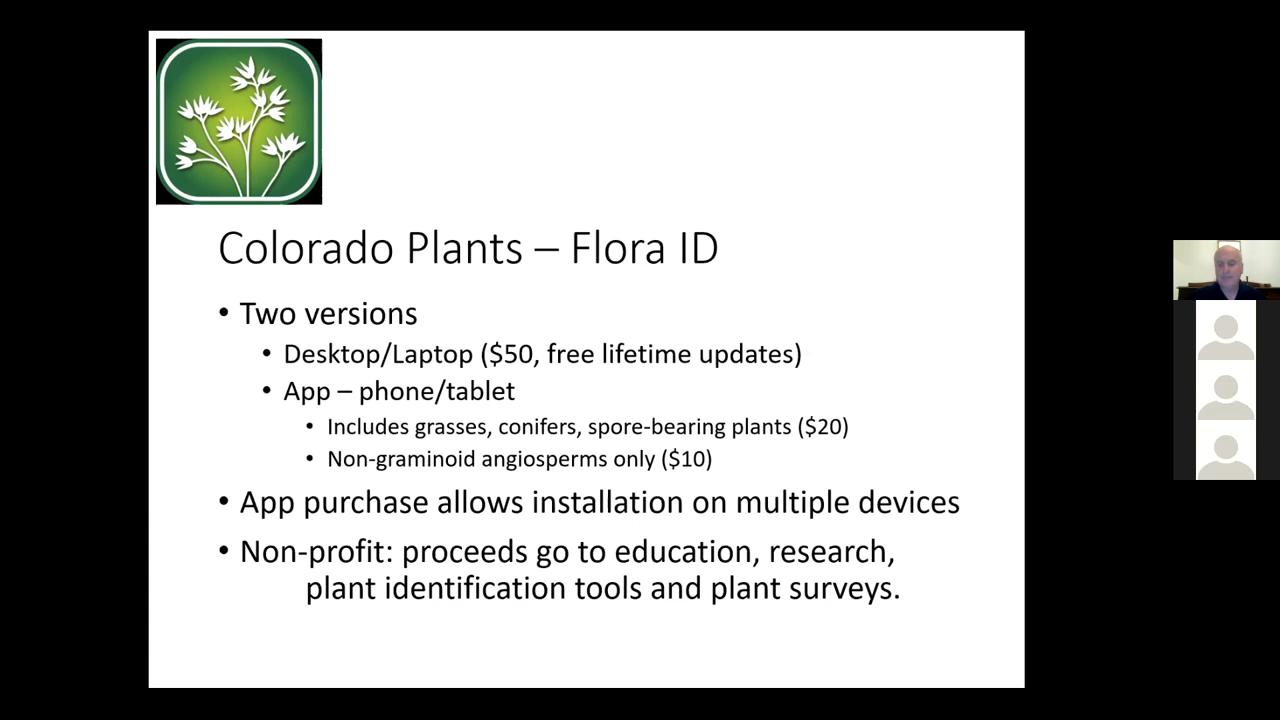 Colorado Plants – Flora ID
• Two versions
• Desktop/Laptop ($50, free lifetime updates)
• App – phone/tablet
• Includes grasses, conifers, spore-bearing plants ($20)
• Non-graminoid angiosperms only ($10)
• App purchase allows installation on multiple devices
• Non-profit: proceeds go to education, research,
plant identification tools and plant surveys.